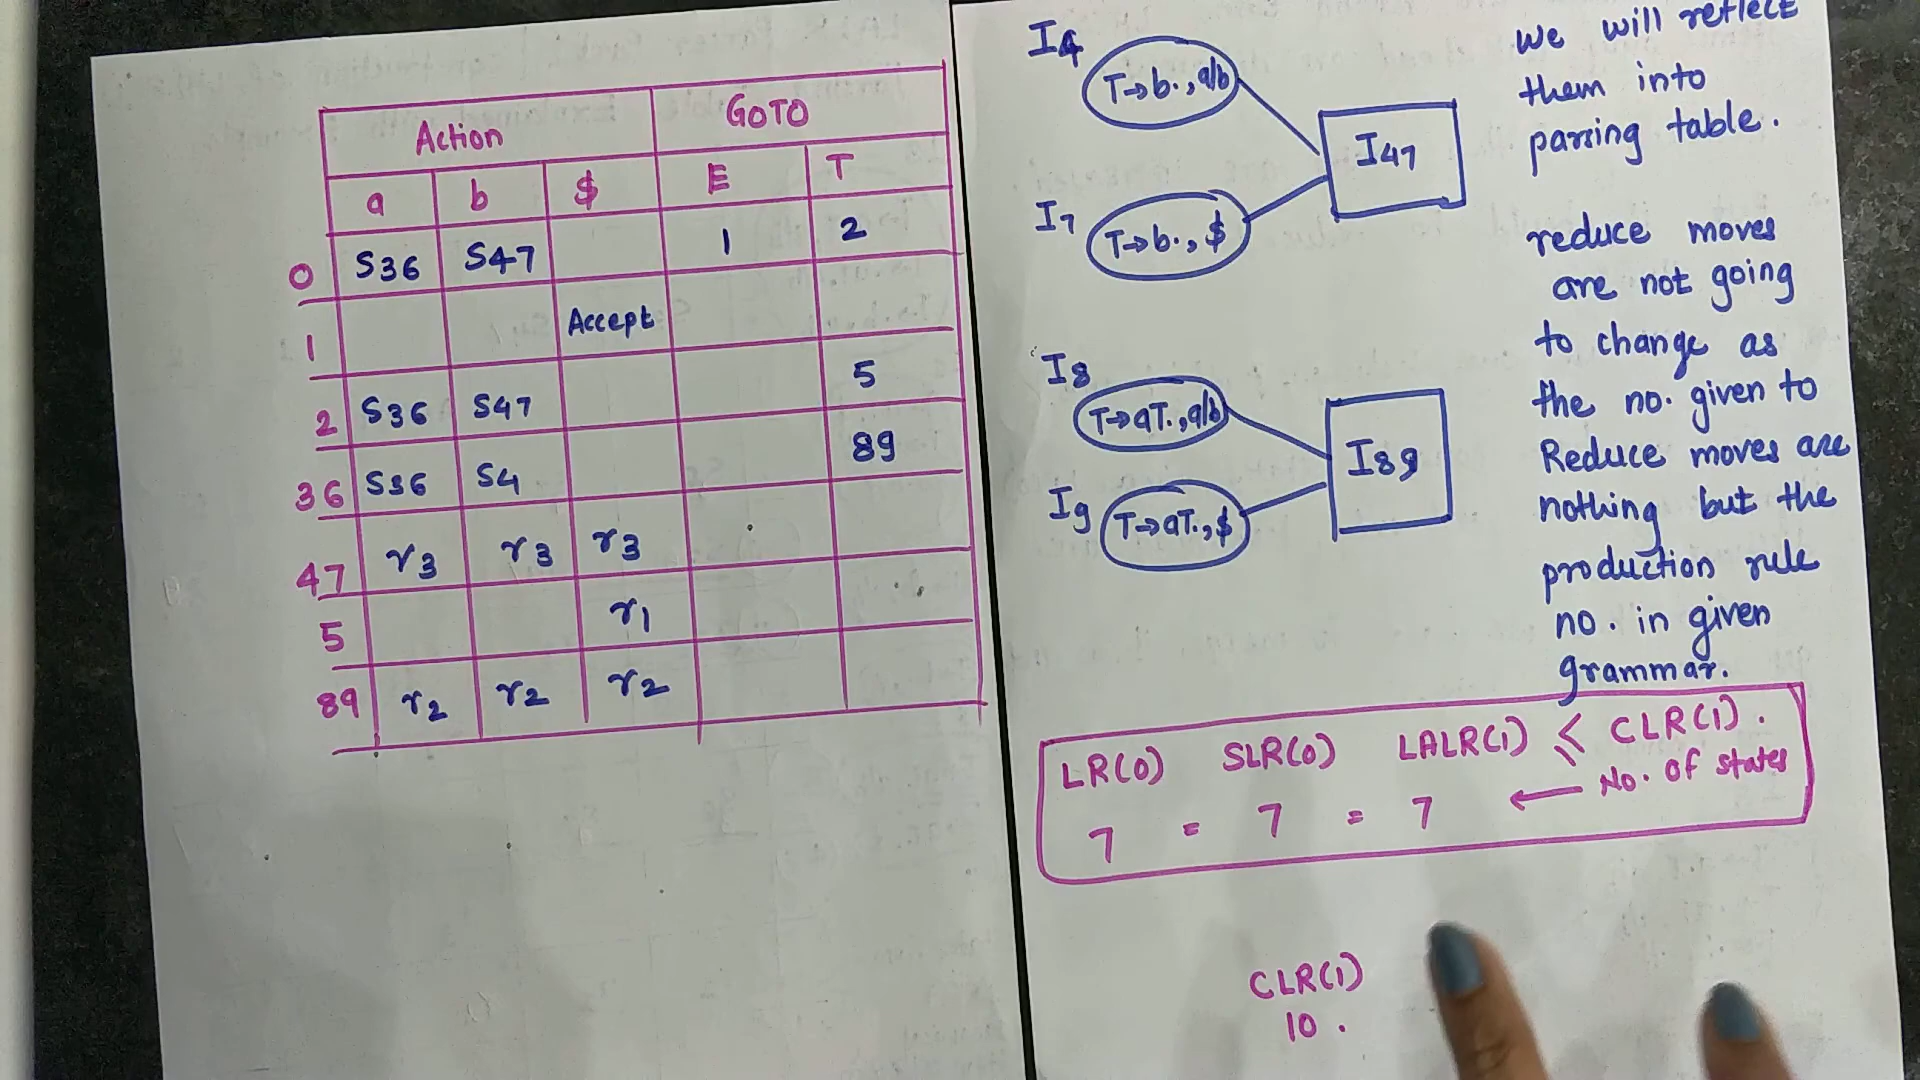 Action GOTO
a b $ E T
0 S36 S47 1 2
1 Accept
2 S36 S47 5
36 S36 S4 89
47 r3 r3 r3
5 r1
89 r2 r2 r2
I4
T→b., a/b
I47
I7
T→b., $
I8
T→aT., a/b
I89
I9
T→aT., $
we will reflect
them into
parsing table.
reduce moves
are not going
to change as
the no. given to
Reduce moves are
nothing but the
production rule
no. in given
grammar.
LR(0) SLR(0) LALR(1) ≤ CLR(1).
7 = 7 = 7 ← No. of states
CLR(1)
10.